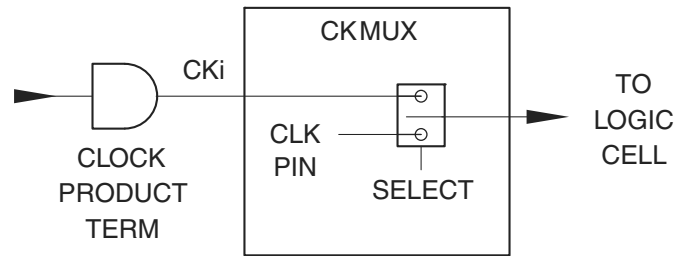 CKMUX
CKi
TO
LOGIC
CELL
CLK
PIN
CLOCK
PRODUCT
TERM
SELECT